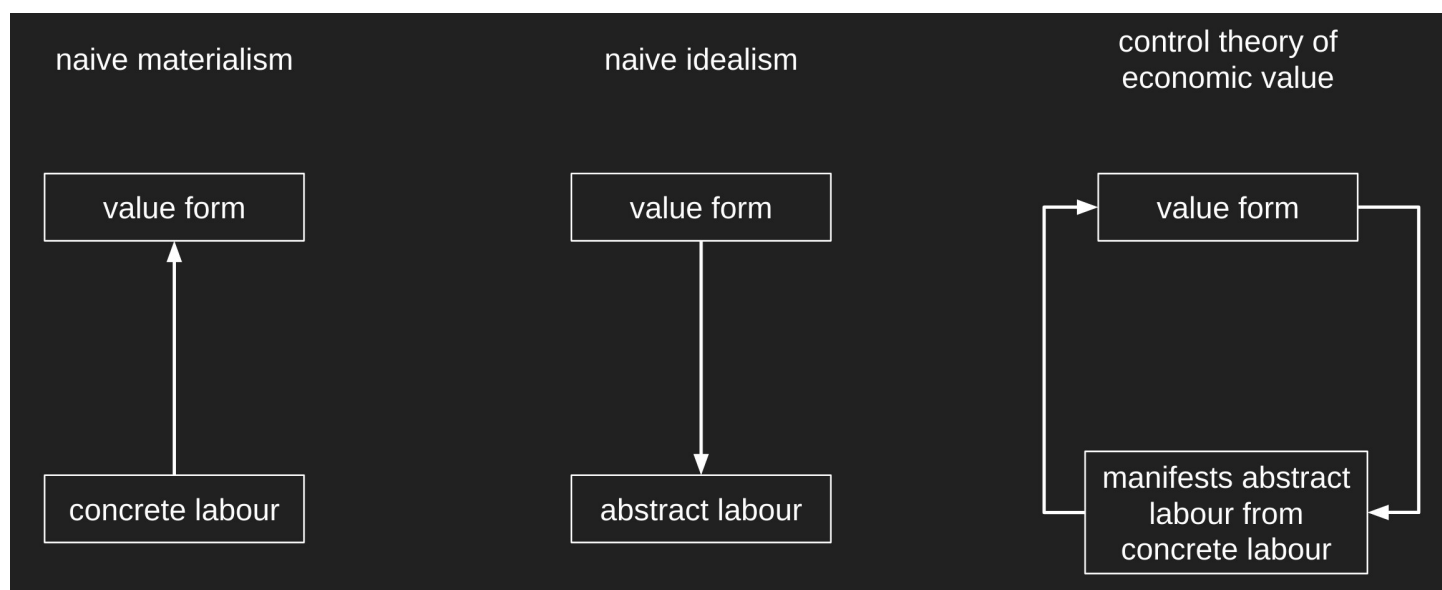 naive materialism
value form
concrete labour
naive idealism
value form
abstract labour
control theory of
economic value
value form
manifests abstract
labour from
concrete labour